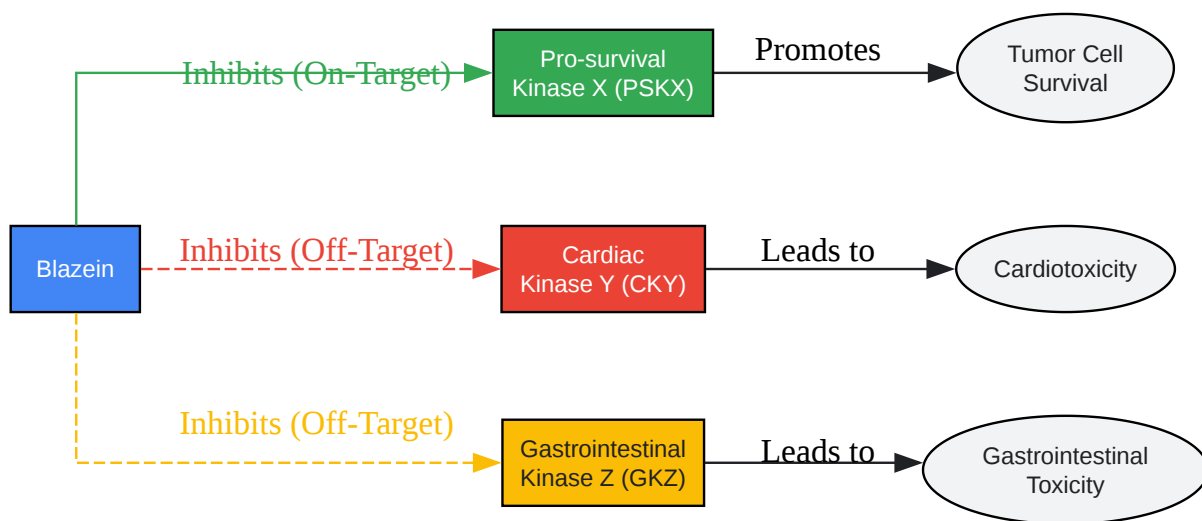 Inhibits (On-Target)
Pro-survival
Kinase X (PSKX)
Promotes
Tumor Cell
Survival
Blazein
Inhibits (Off-Target)
Cardiac
Kinase Y (CKY)
Leads to
Cardiotoxicity
Inhibits (Off-Target)
Gastrointestinal
Kinase Z (GKZ)
Leads to
Gastrointestinal
Toxicity